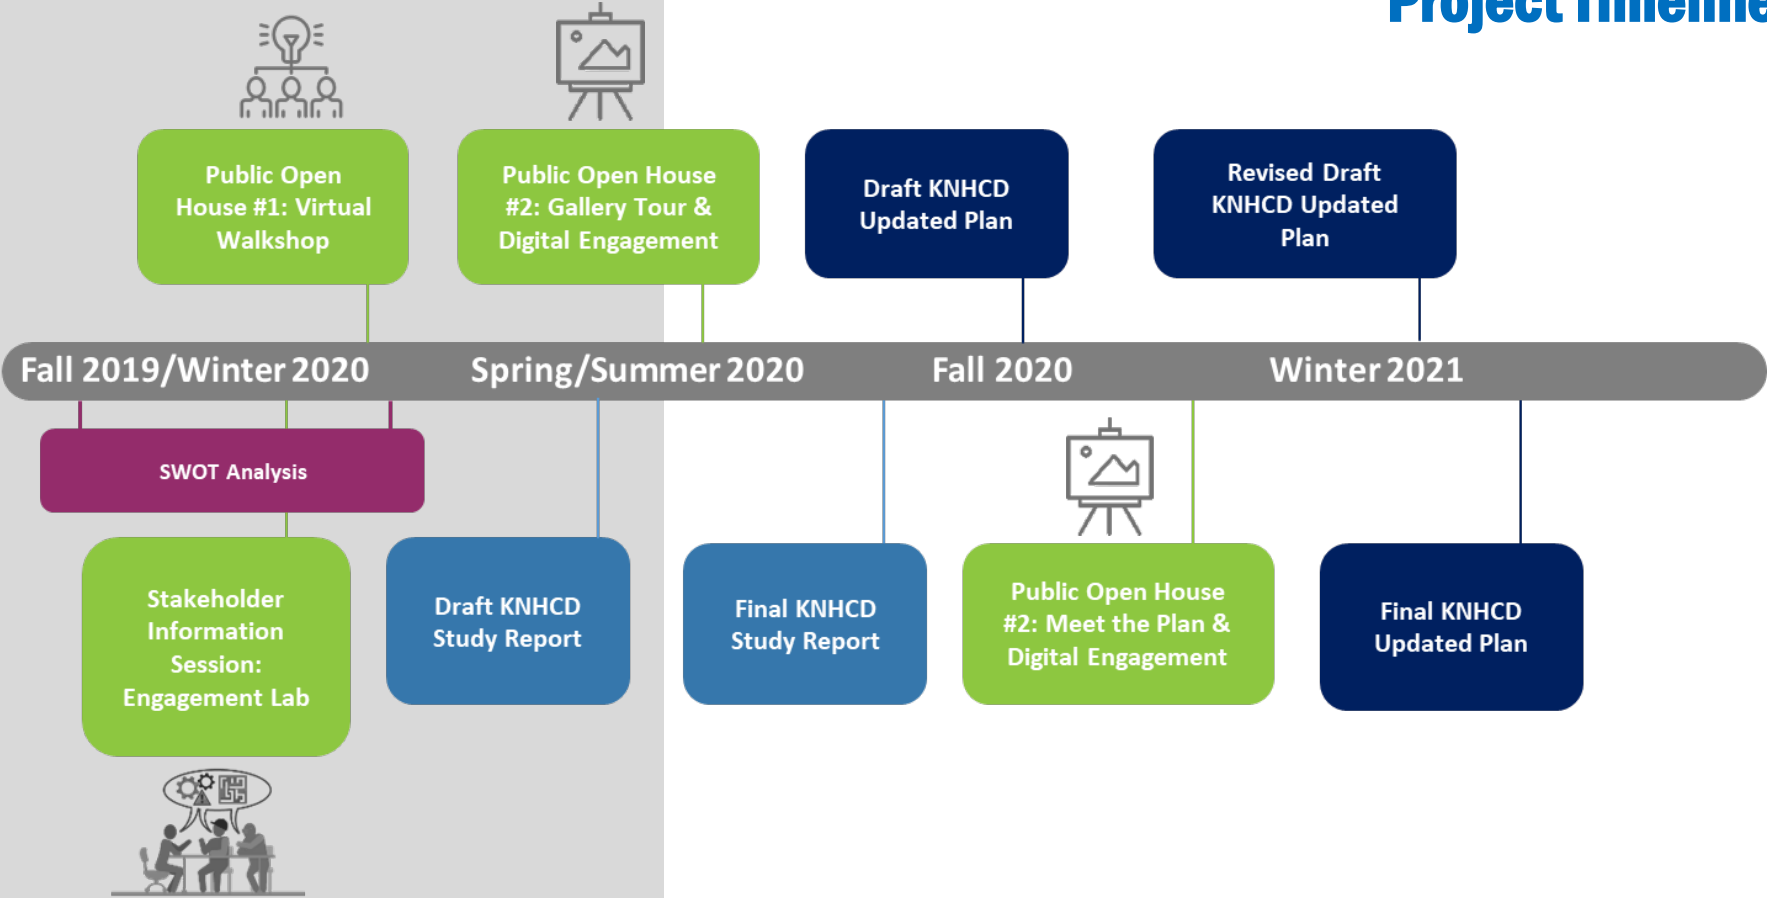 Project Timeline
Public Open
House #1: Virtual
Walkshop
Public Open House
#2: Gallery Tour &
Digital Engagement
Draft KNHCD
Updated Plan
Revised Draft
KNHCD Updated
Plan
Fall 2019/Winter 2020
Spring/Summer 2020
Fall 2020
Winter 2021
SWOT Analysis
Stakeholder
Information
Session:
Engagement Lab
Draft KNHCD
Study Report
Final KNHCD
Study Report
Public Open House
#2: Meet the Plan &
Digital Engagement
Final KNHCD
Updated Plan